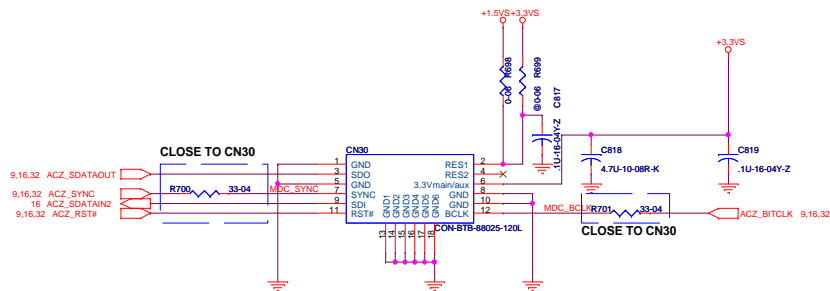 +1.5VS +3.3VS
+3.3VS
0-06 R698
@0-06 R699
.1U-16-04Y-Z C817
CLOSE TO CN30
CN30
C818
4.7U-10-08R-K
C819
.1U-16-04Y-Z
1 GND RES1 2
9,16,32 ACZ_SDATAOUT 3 SDO RES2 4
5 GND 3.3Vmain/aux 6
9,16,32 ACZ_SYNC R700 33-04 MDC_SYNC 7 SYNC GND 8
16 ACZ_SDATAIN2 9 SDI GND 10
9,16,32 ACZ_RST# 11 RST# BCLK 12 MDC_BCLK R701 33-04 ACZ_BITCLK 9,16,32
GND1 GND2 GND3 GND4 GND5 GND6
CON-BTB-88025-120L
13 14 15 16 17 18
CLOSE TO CN30